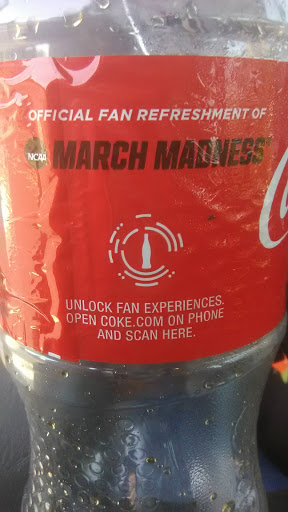 OFFICIAL FAN REFRESHMENT OF
NCAA MARCH MADNESS
UNLOCK FAN EXPERIENCES.
OPEN COKE.COM ON PHONE
AND SCAN HERE.